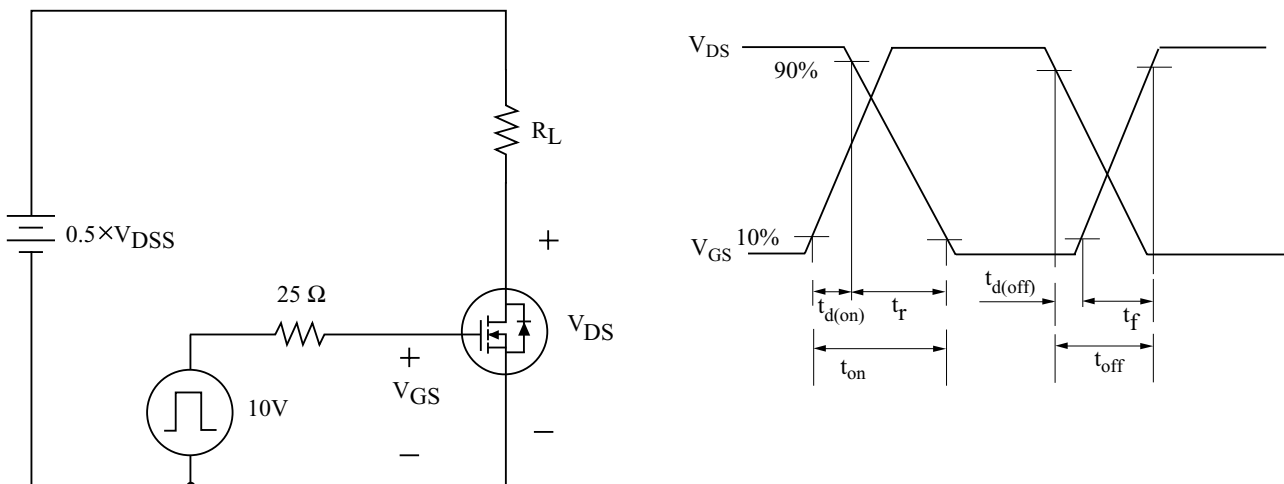 R_L
0.5×V_DSS
+
25 Ω
V_DS
+
V_GS
10V
−
−
V_DS
90%
V_GS
10%
t_d(on)
t_r
t_d(off)
t_f
t_on
t_off